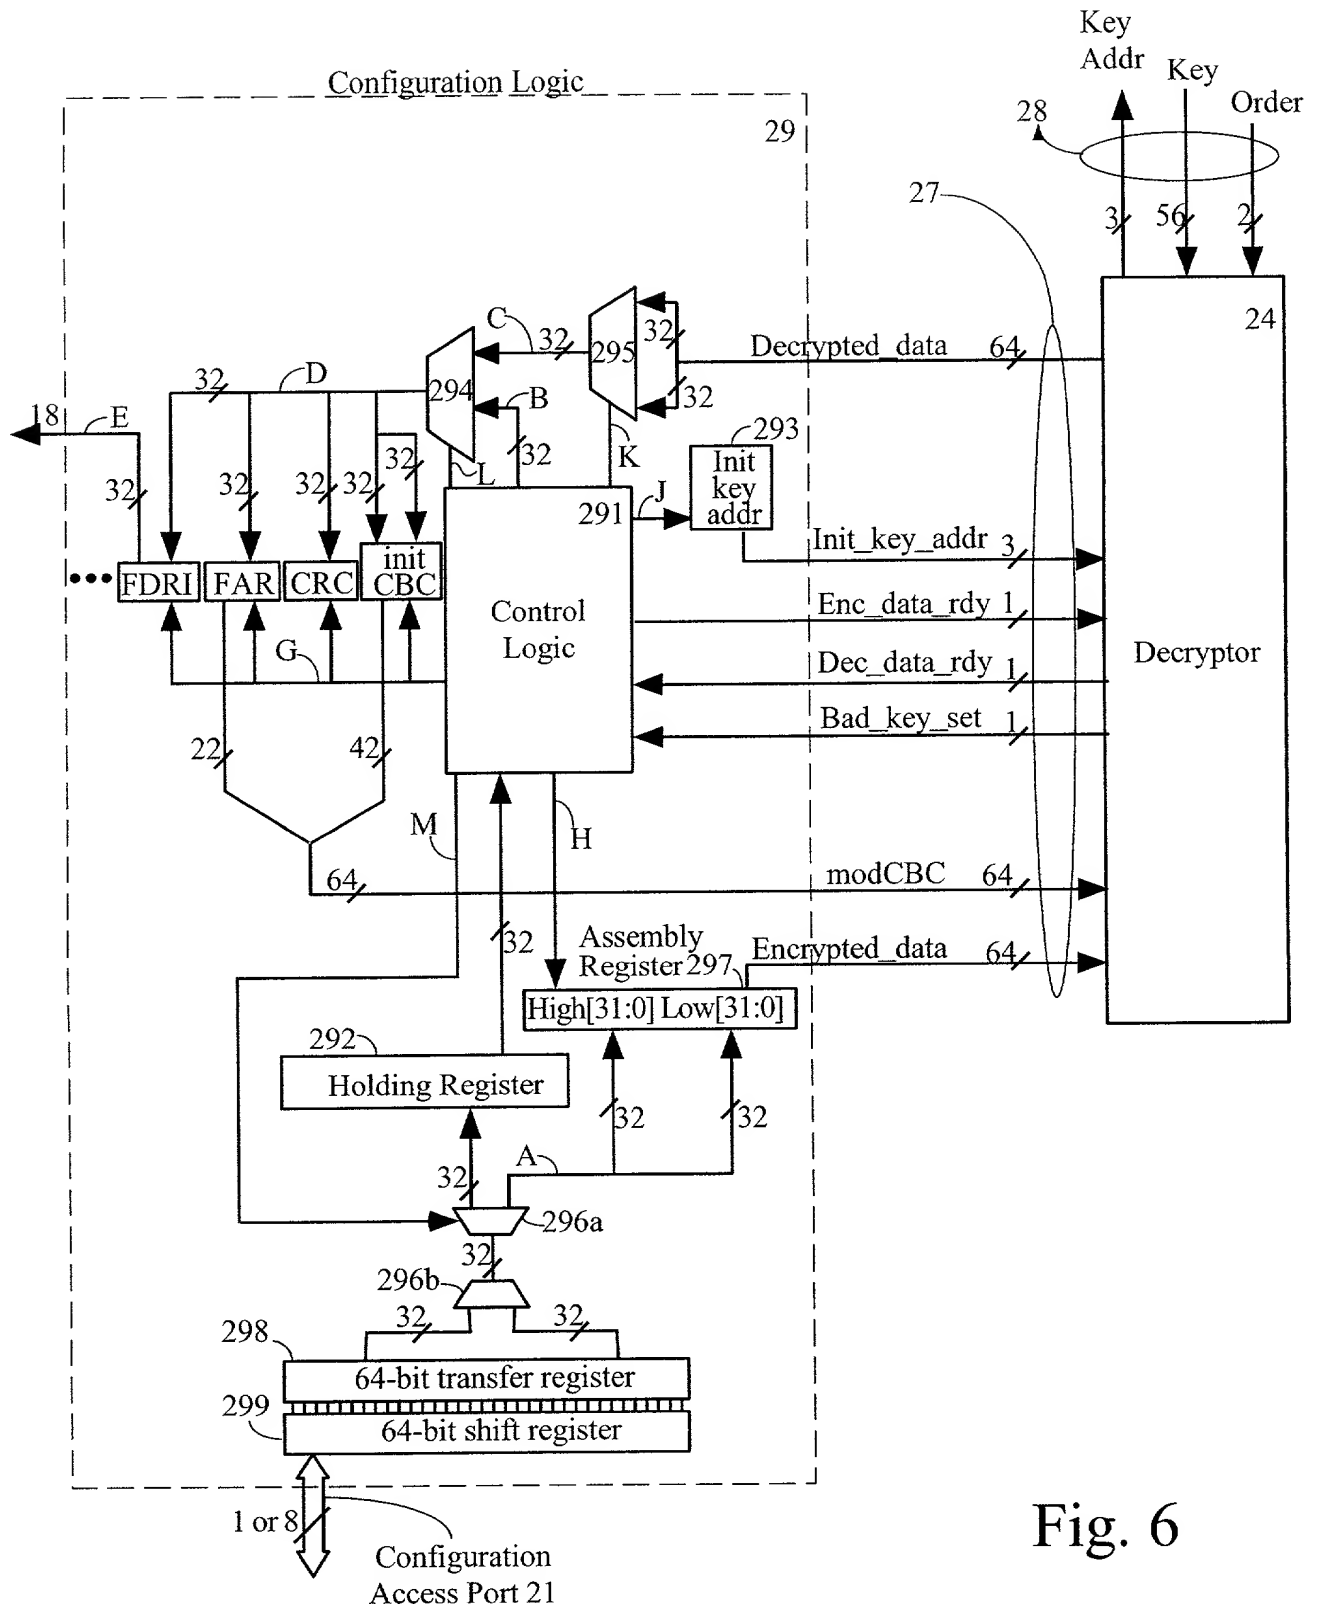 Key
Addr
Key
Order
Configuration Logic
29
28
27
3
56
2
24
C
32
295
32
Decrypted_data
64
32
D
32
294
B
32
K
L
293
18
E
32
32
32
32
32
Init
key
addr
291
J
Init_key_addr
3
•••
FDRI
FAR
CRC
init
CBC
Control
Logic
Enc_data_rdy
1
G
Dec_data_rdy
1
Decryptor
Bad_key_set
1
22
42
M
H
64
modCBC
64
32
Assembly
Register 297
Encrypted_data
64
High[31:0] Low[31:0]
292
Holding Register
32
32
A
32
296a
32
296b
32
32
298
64-bit transfer register
299
64-bit shift register
1 or 8
Configuration
Access Port 21
Fig. 6